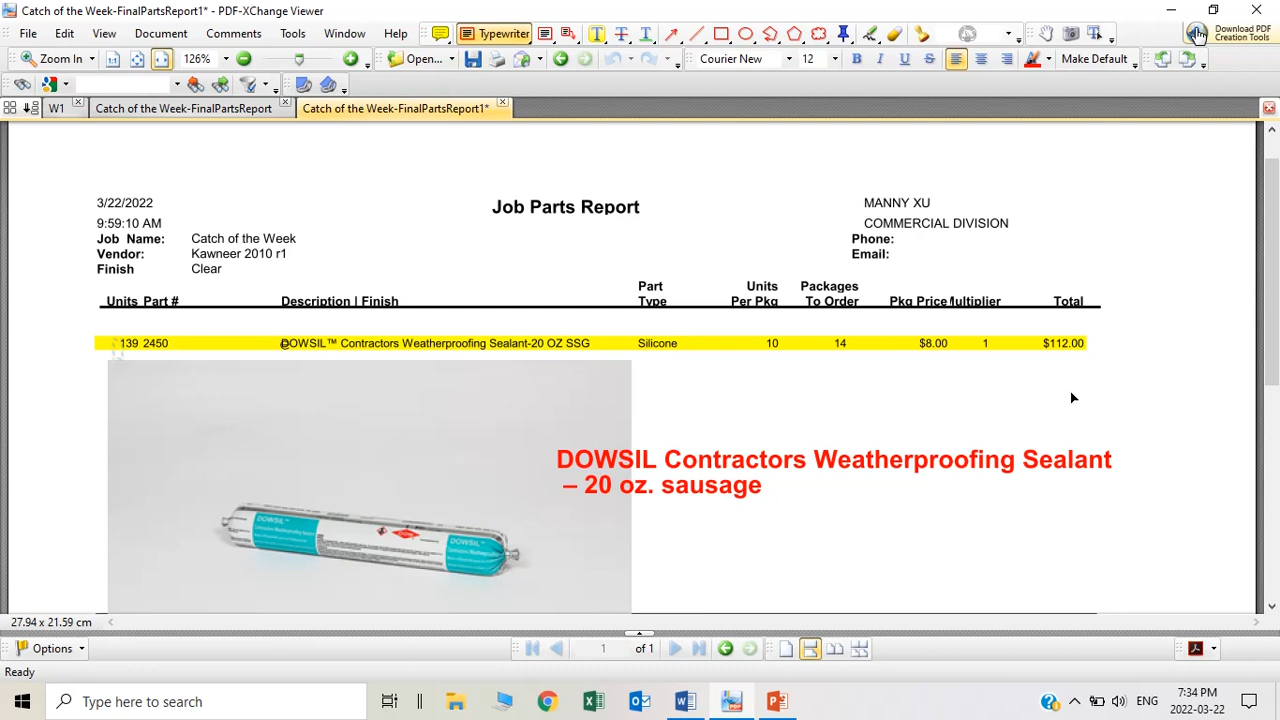 Catch of the Week-FinalPartsReport1* - PDF-XChange Viewer
File Edit View Document Comments Tools Window Help Typewriter Download PDF
Creation Tools
Zoom In 126% Open... Courier New 12 Make Default
W1 Catch of the Week-FinalPartsReport Catch of the Week-FinalPartsReport1*
3/22/2022 Job Parts Report MANNY XU
9:59:10 AM COMMERCIAL DIVISION
Job Name: Catch of the Week Phone:
Vendor: Kawneer 2010 r1 Email:
Finish Clear
Part Units Packages
Units Part # Description | Finish Type Per Pkg To Order Pkg Price Multiplier Total
139 2450 DOWSIL™ Contractors Weatherproofing Sealant-20 OZ SSG Silicone 10 14 $8.00 1 $112.00
DOWSIL Contractors Weatherproofing Sealant
– 20 oz. sausage
DOWSIL™
Contractors Weatherproofing Sealant
DOWSIL™
27.94 x 21.59 cm
Options 1 of 1
Ready
Type here to search ENG 7:34 PM
2022-03-22